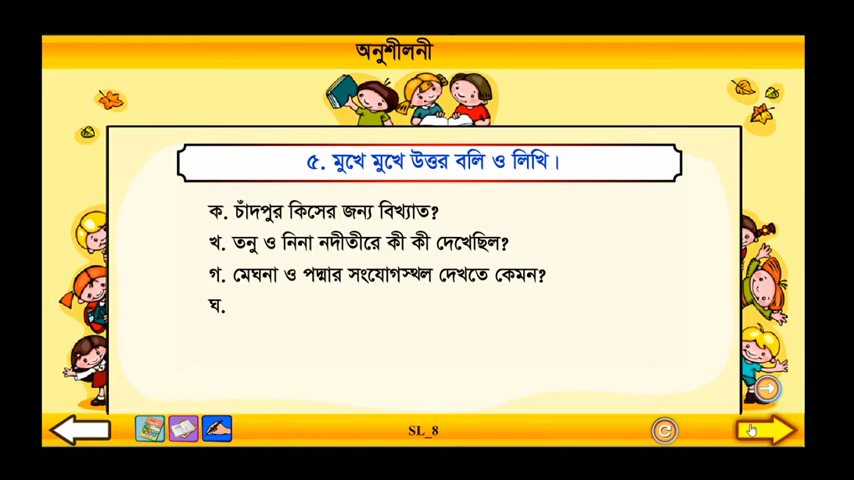 অনুশীলনী
৫. মুখে মুখে উত্তর বলি ও লিখি।
ক. চাঁদপুর কিসের জন্য বিখ্যাত?
খ. তনু ও নিনা নদীতীরে কী কী দেখেছিল?
গ. মেঘনা ও পদ্মার সংযোগস্থল দেখতে কেমন?
ঘ.
SL_8